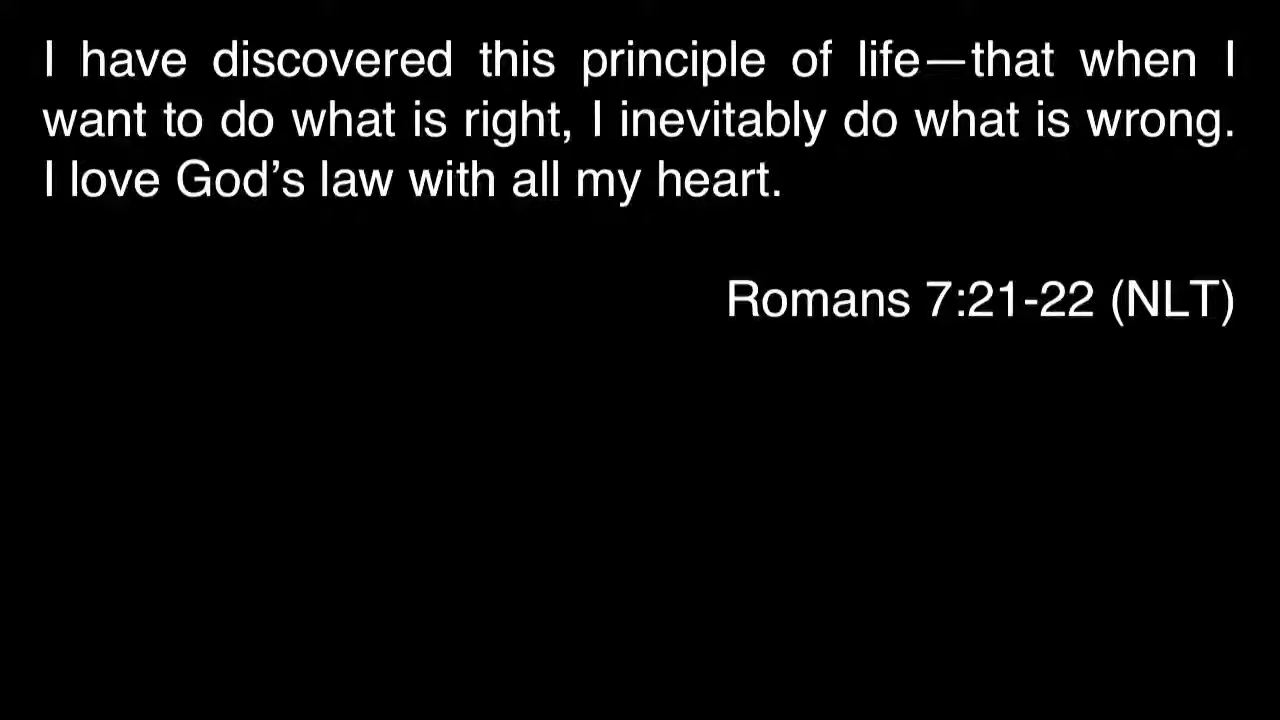 I have discovered this principle of life—that when I
want to do what is right, I inevitably do what is wrong.
I love God’s law with all my heart.
Romans 7:21-22 (NLT)